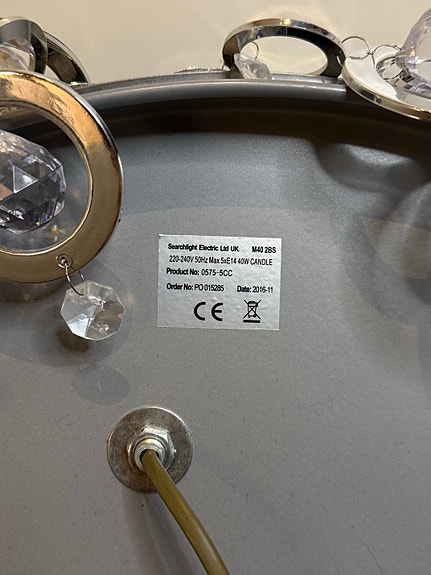 Searchlight Electric Ltd UK M40 2BS
220-240V 50Hz Max 5xE14 40W CANDLE
Product No: 0575-5CC
Order No: PO 015285 Date: 2016-11
CE